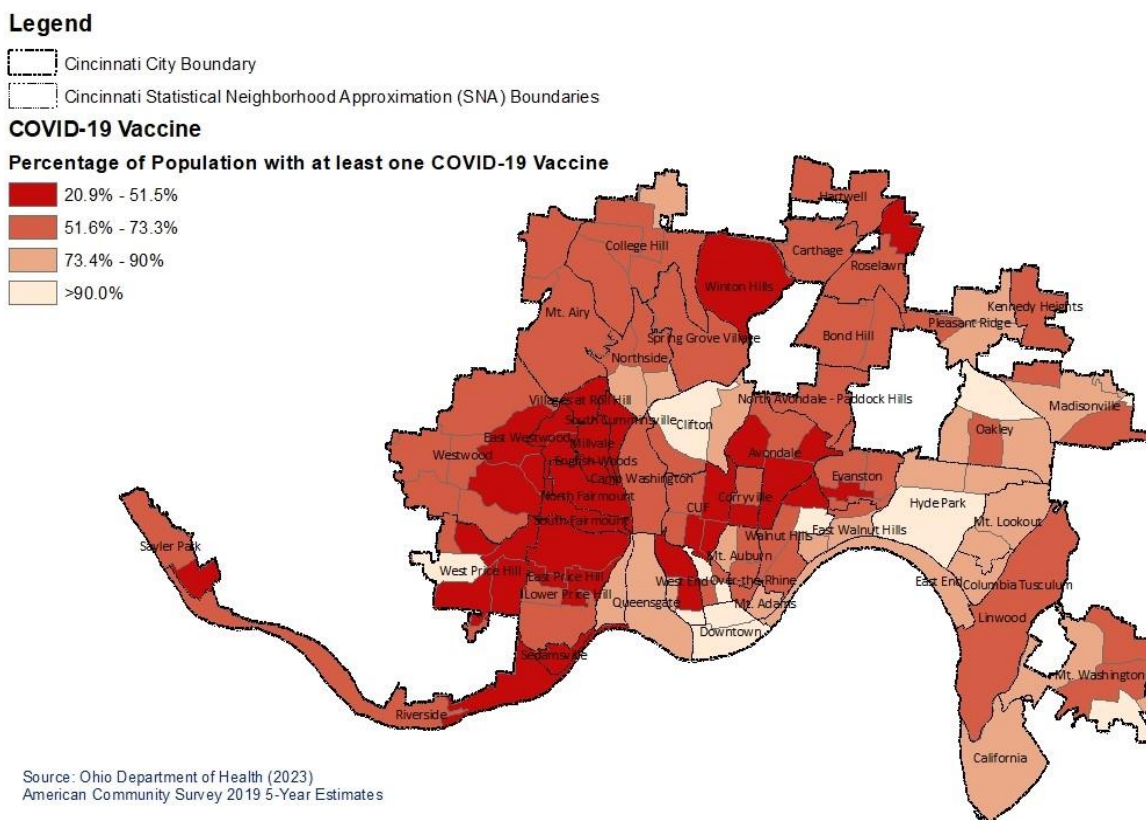 Legend
Cincinnati City Boundary
Cincinnati Statistical Neighborhood Approximation (SNA) Boundaries
COVID-19 Vaccine
Percentage of Population with at least one COVID-19 Vaccine
20.9% - 51.5%
51.6% - 73.3%
73.4% - 90%
>90.0%
Hartwell
College Hill
Carthage
Roselawn
Winton Hills
Kennedy Heights
Mt. Airy
Pleasant Ridge
Spring Grove Village
Bond Hill
Northside
Villages at Roll Hill
North Avondale - Paddock Hills
Madisonville
South Cumminsville
Clifton
Oakley
East Westwood
Millvale
Westwood
English Woods
Avondale
Camp Washington
Evanston
North Fairmount
CUF
Corryville
Hyde Park
South Fairmount
Walnut Hills
East Walnut Hills
Mt. Lookout
Sayler Park
Mt. Auburn
West Price Hill
East Price Hill
West End
Over-the-Rhine
East End
Columbia Tusculum
Lower Price Hill
Queensgate
Mt. Adams
Linwood
Downtown
Sedamsville
Mt. Washington
Riverside
California
Source: Ohio Department of Health (2023)
American Community Survey 2019 5-Year Estimates